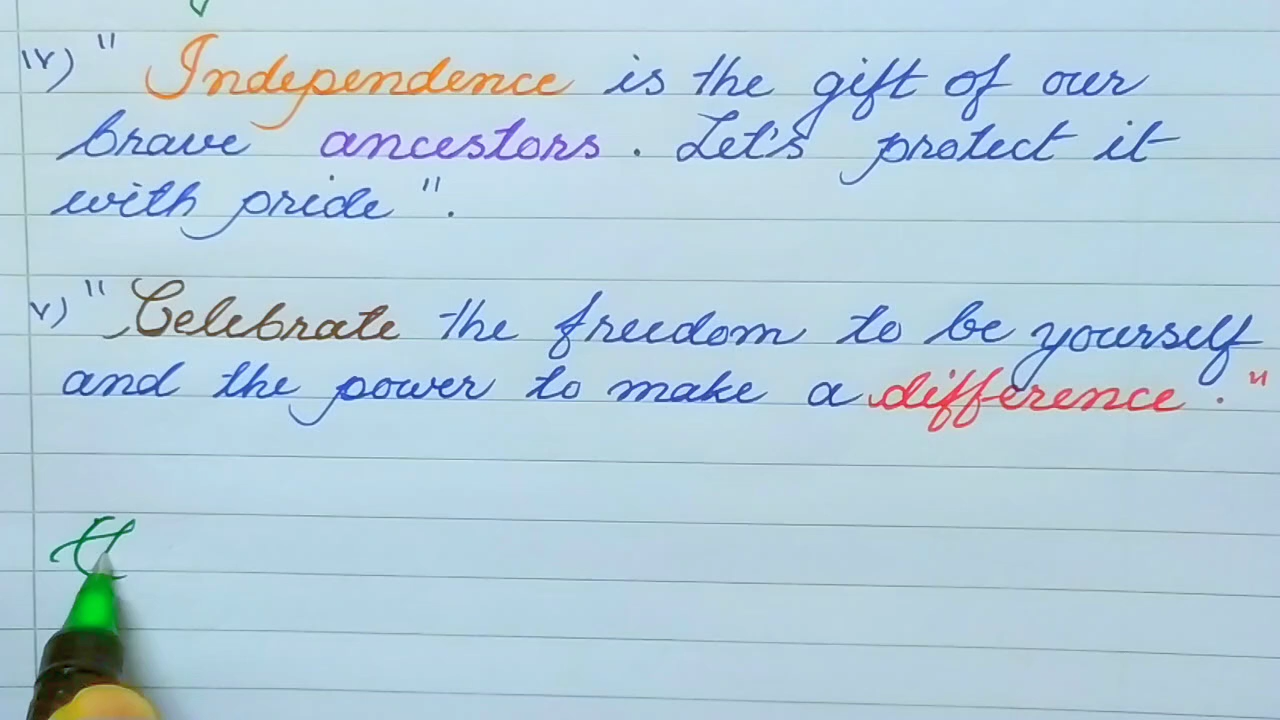 iv) " Independence is the gift of our
brave ancestors . Let's protect it
with pride ".
v) " Celebrate the freedom to be yourself
and the power to make a difference . "
H